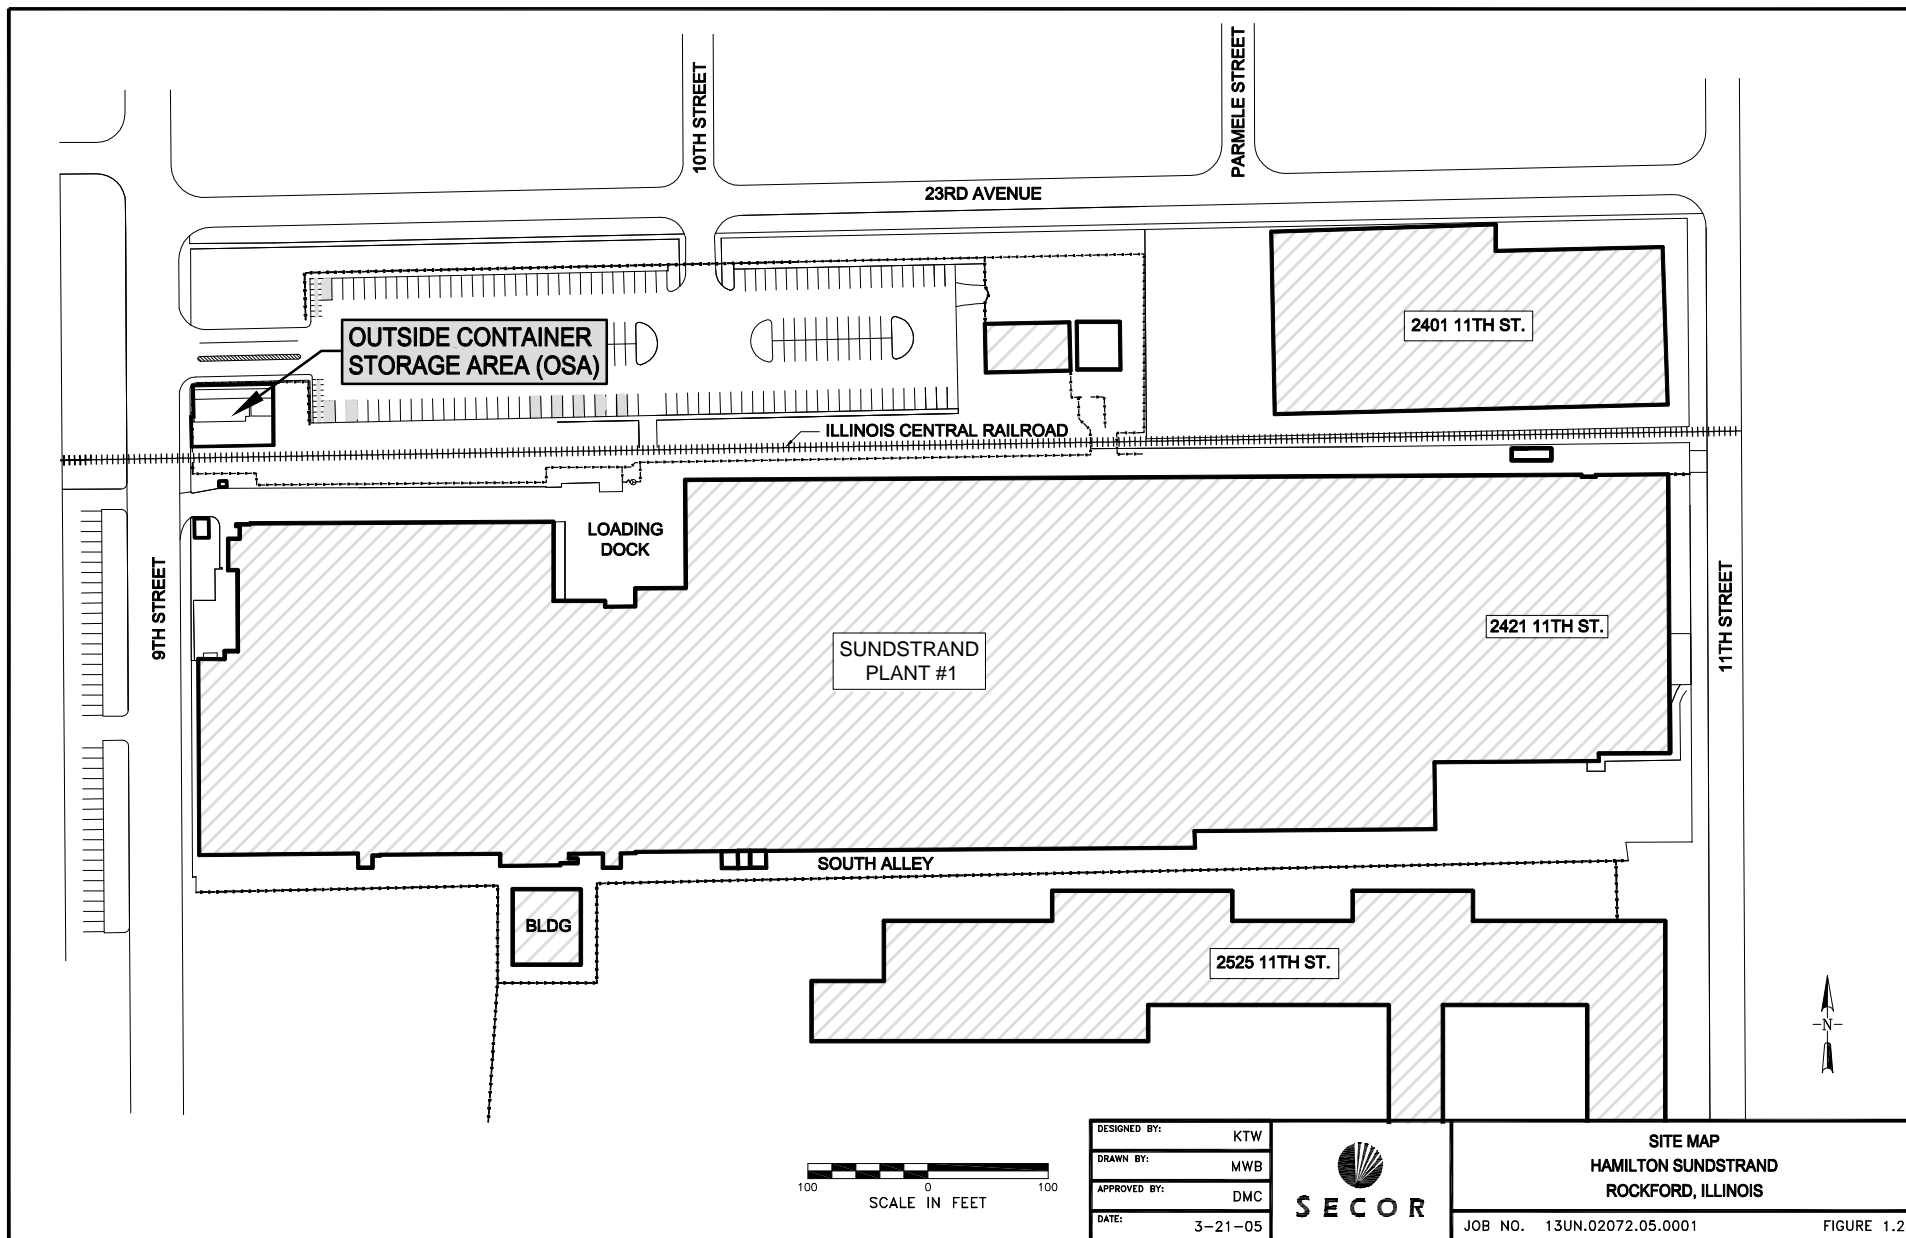 10TH STREET
PARMELE STREET
23RD AVENUE
2401 11TH ST.
OUTSIDE CONTAINER
STORAGE AREA (OSA)
ILLINOIS CENTRAL RAILROAD
LOADING
DOCK
9TH STREET
SUNDSTRAND
PLANT #1
2421 11TH ST.
11TH STREET
SOUTH ALLEY
BLDG
2525 11TH ST.
N
100
0
100
SCALE IN FEET
DESIGNED BY:
KTW
DRAWN BY:
MWB
APPROVED BY:
DMC
DATE:
3-21-05
SECOR
SITE MAP
HAMILTON SUNDSTRAND
ROCKFORD, ILLINOIS
JOB NO. 13UN.02072.05.0001
FIGURE 1.2